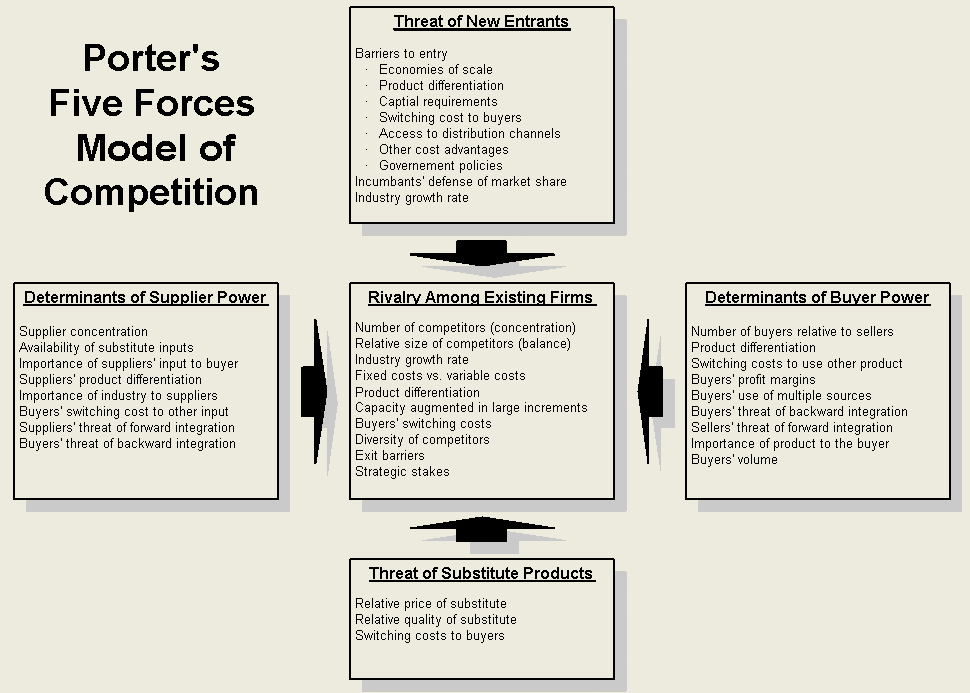 Porter's
Five Forces
Model of
Competition
Threat of New Entrants
Barriers to entry
· Economies of scale
· Product differentiation
· Captial requirements
· Switching cost to buyers
· Access to distribution channels
· Other cost advantages
· Governement policies
Incumbants' defense of market share
Industry growth rate
Determinants of Supplier Power
Supplier concentration
Availability of substitute inputs
Importance of suppliers' input to buyer
Suppliers' product differentiation
Importance of industry to suppliers
Buyers' switching cost to other input
Suppliers' threat of forward integration
Buyers' threat of backward integration
Rivalry Among Existing Firms
Number of competitors (concentration)
Relative size of competitors (balance)
Industry growth rate
Fixed costs vs. variable costs
Product differentiation
Capacity augmented in large increments
Buyers' switching costs
Diversity of competitors
Exit barriers
Strategic stakes
Determinants of Buyer Power
Number of buyers relative to sellers
Product differentiation
Switching costs to use other product
Buyers' profit margins
Buyers' use of multiple sources
Buyers' threat of backward integration
Sellers' threat of forward integration
Importance of product to the buyer
Buyers' volume
Threat of Substitute Products
Relative price of substitute
Relative quality of substitute
Switching costs to buyers